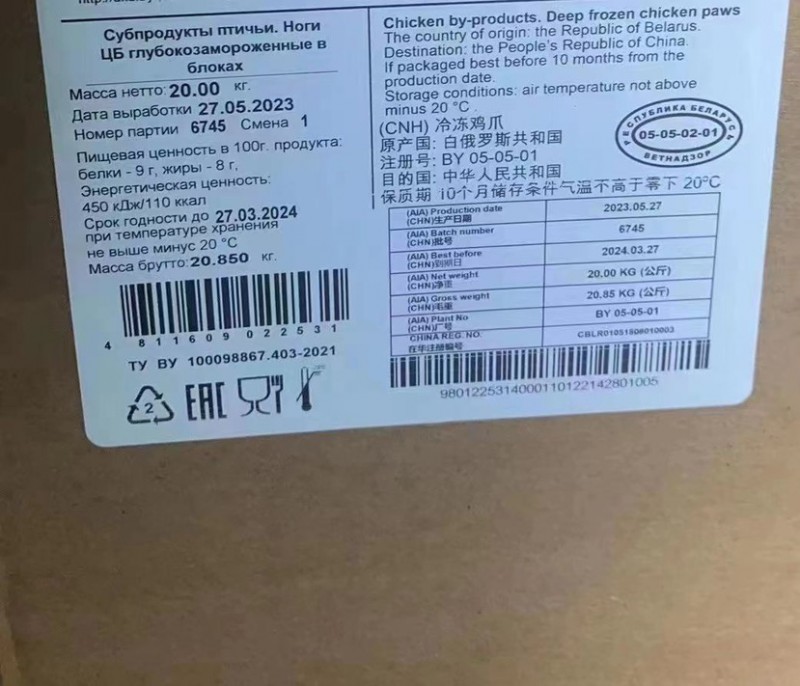 Субпродукты птичьи. Ноги
ЦБ глубокозамороженные в
блоках
Масса нетто: 20.00 кг.
Дата выработки 27.05.2023
Номер партии 6745 Смена 1
Пищевая ценность в 100г. продукта:
белки - 9 г, жиры - 8 г,
Энергетическая ценность:
450 кДж/110 ккал
Срок годности до 27.03.2024
при температуре хранения
не выше минус 20 °С
Масса брутто: 20.850 кг.
4 811609 022531
ТУ BY 100098867.403-2021
2
EAC
Chicken by-products. Deep frozen chicken paws
The country of origin: the Republic of Belarus.
Destination: the People's Republic of China.
If packaged best before 10 months from the
production date.
Storage conditions: air temperature not above
minus 20 °C.
(CNH) 冷冻鸡爪
原产国: 白俄罗斯共和国
注册号: BY 05-05-01
目的国: 中华人民共和国
保质期 10个月储存条件气温不高于零下 20°C
РЕСПУБЛИКА БЕЛАРУСЬ
05-05-02-01
ВЕТНАДЗОР
(AIA) Production date 2023.05.27
(CHN)生产日期
(AIA) Batch number 6745
(CHN)批号
(AIA) Best before 2024.03.27
(CHN)到期日
(AIA) Net weight 20.00 KG (公斤)
(CHN)净重
(AIA) Gross weight 20.85 KG (公斤)
(CHN)毛重
(AIA) Plant No BY 05-05-01
(CHN)厂号
CHINA REG.NO. CBLR01051806010003
在华注册编号
98012253140001101221428010​05